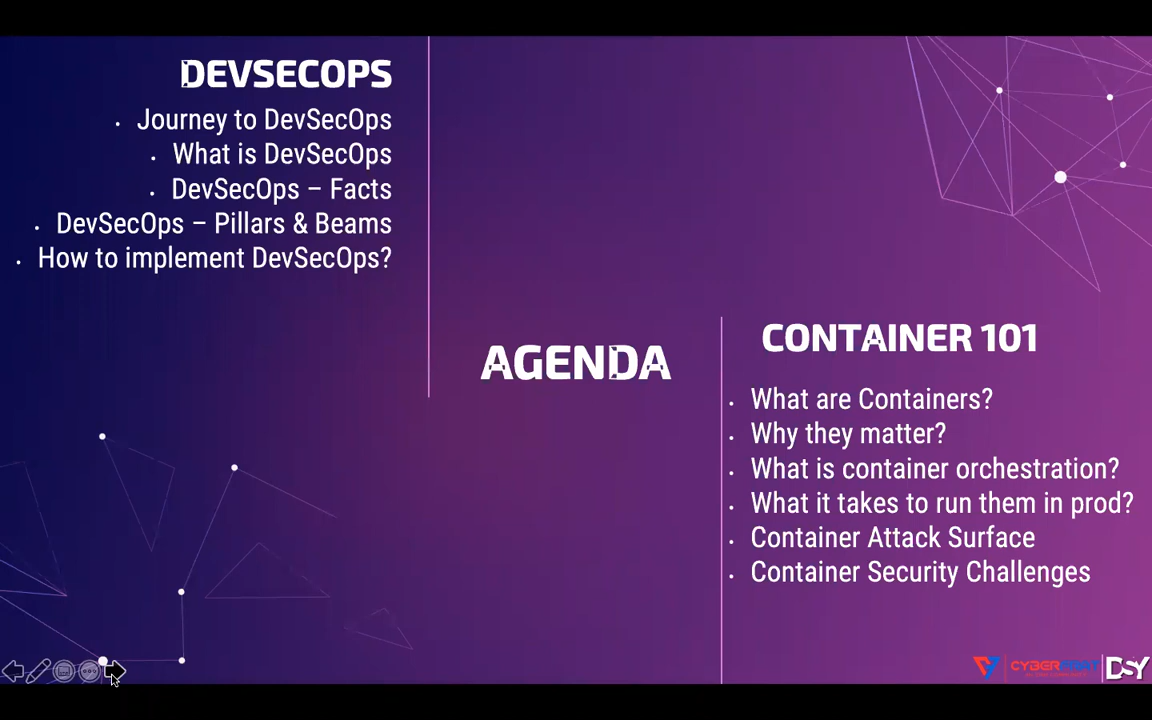 DEVSECOPS
· Journey to DevSecOps
· What is DevSecOps
· DevSecOps – Facts
· DevSecOps – Pillars & Beams
· How to implement DevSecOps?
AGENDA
CONTAINER 101
· What are Containers?
· Why they matter?
· What is container orchestration?
· What it takes to run them in prod?
· Container Attack Surface
· Container Security Challenges
CYBERFRAT
DSY